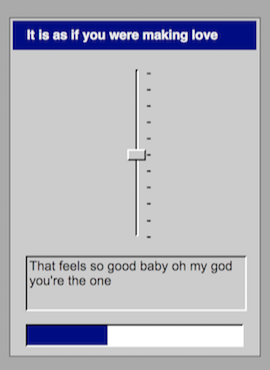 It is as if you were making love
That feels so good baby oh my god
you're the one